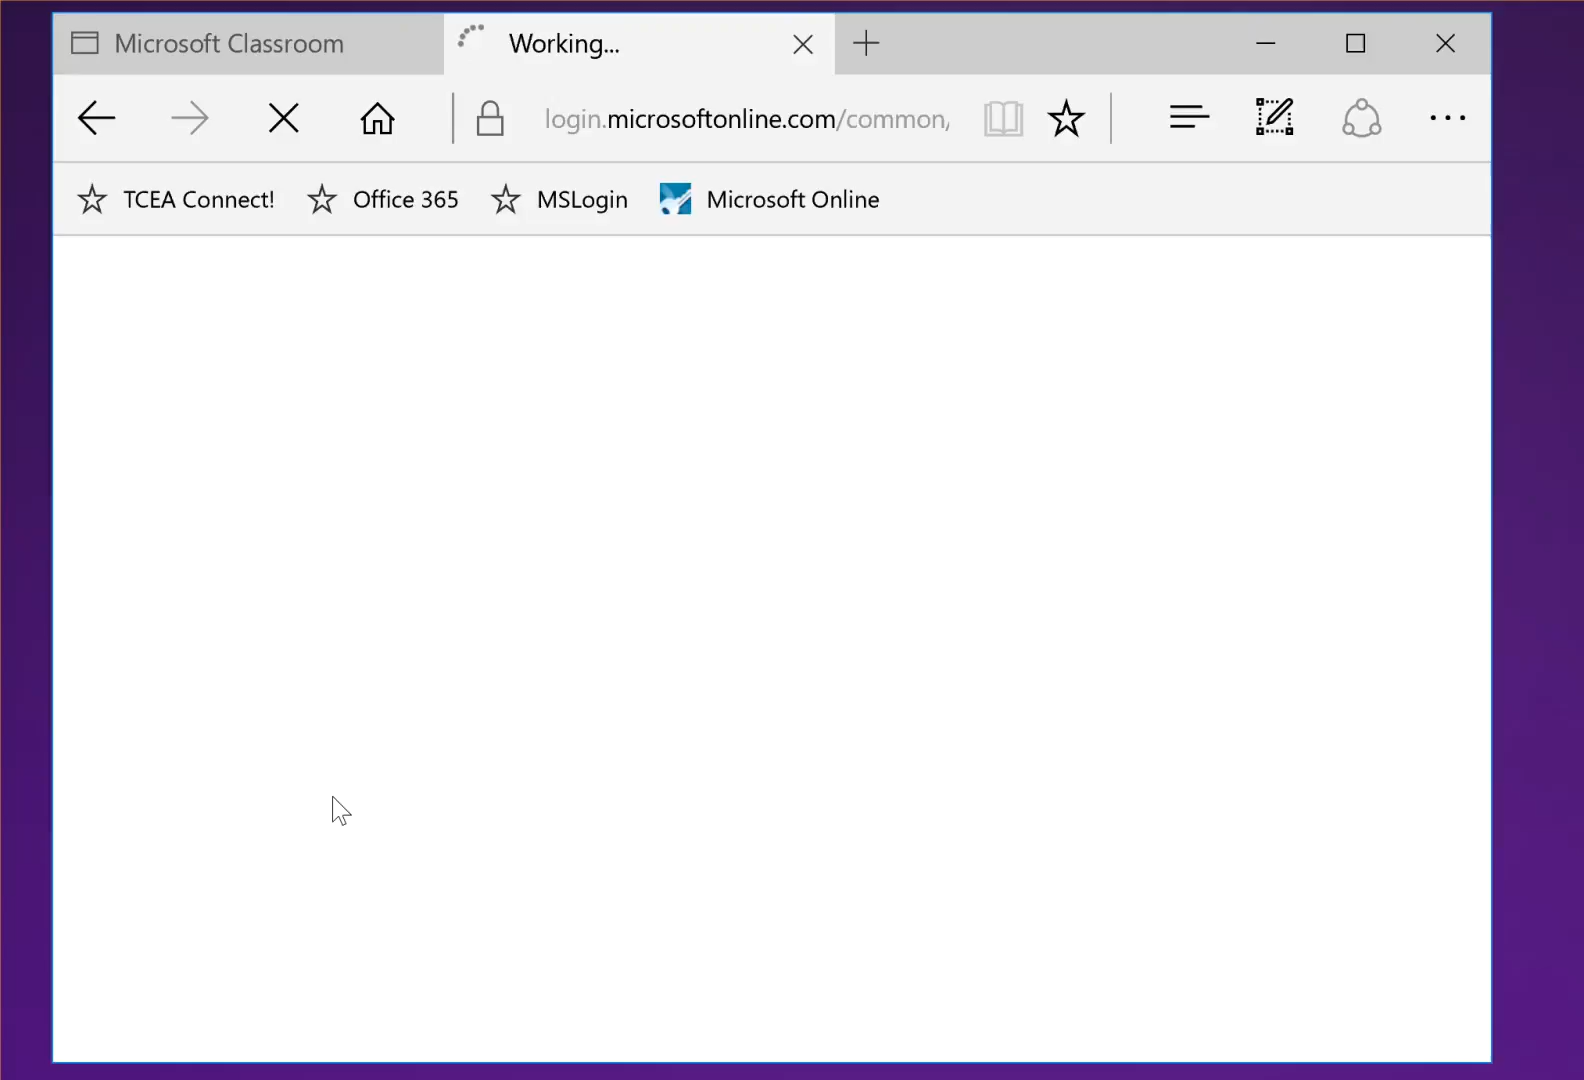 Microsoft Classroom
Working...
login.microsoftonline.com/common,
TCEA Connect!
Office 365
MSLogin
Microsoft Online